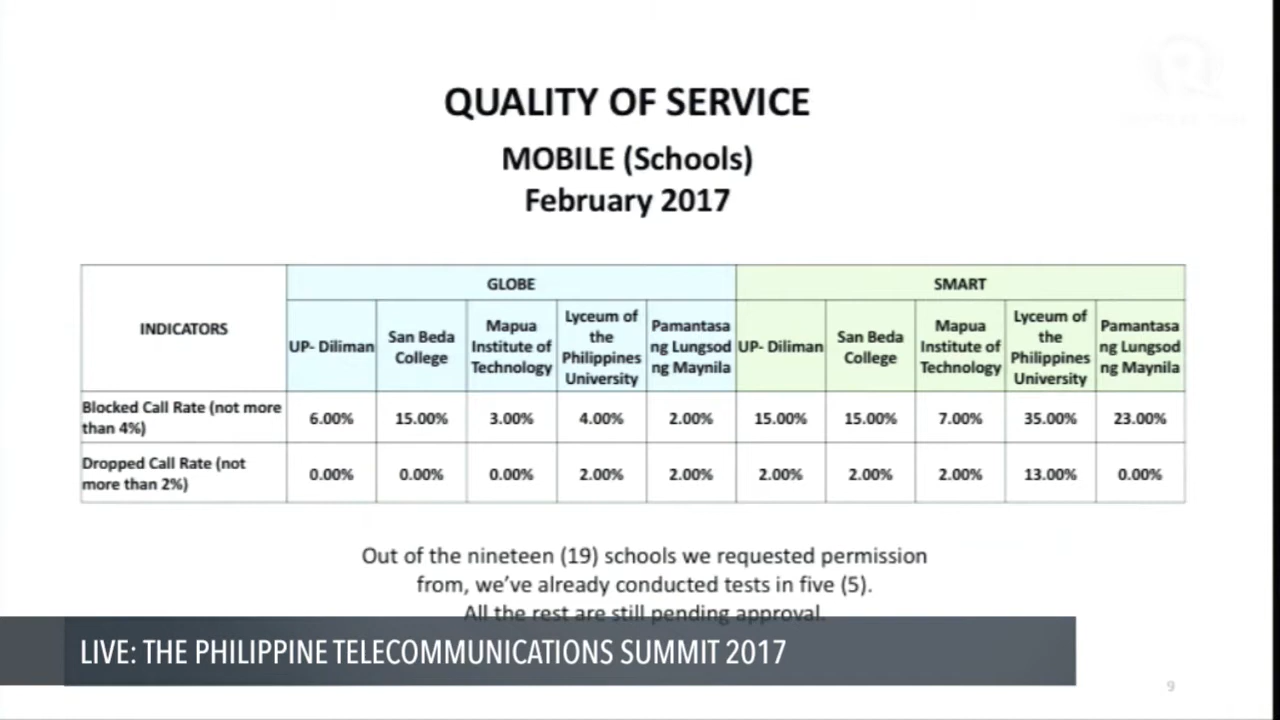 QUALITY OF SERVICE
MOBILE (Schools)
February 2017
INDICATORS
GLOBE
SMART
UP- Diliman
San Beda
College
Mapua
Institute of
Technology
Lyceum of
the
Philippines
University
Pamantasa
ng Lungsod
ng Maynila
UP- Diliman
San Beda
College
Mapua
Institute of
Technology
Lyceum of
the
Philippines
University
Pamantasa
ng Lungsod
ng Maynila
Blocked Call Rate (not more
than 4%)
6.00% 15.00% 3.00% 4.00% 2.00% 15.00% 15.00% 7.00% 35.00% 23.00%
Dropped Call Rate (not
more than 2%)
0.00% 0.00% 0.00% 2.00% 2.00% 2.00% 2.00% 2.00% 13.00% 0.00%
Out of the nineteen (19) schools we requested permission
from, we've already conducted tests in five (5).
All the rest are still pending approval.
LIVE: THE PHILIPPINE TELECOMMUNICATIONS SUMMIT 2017
9